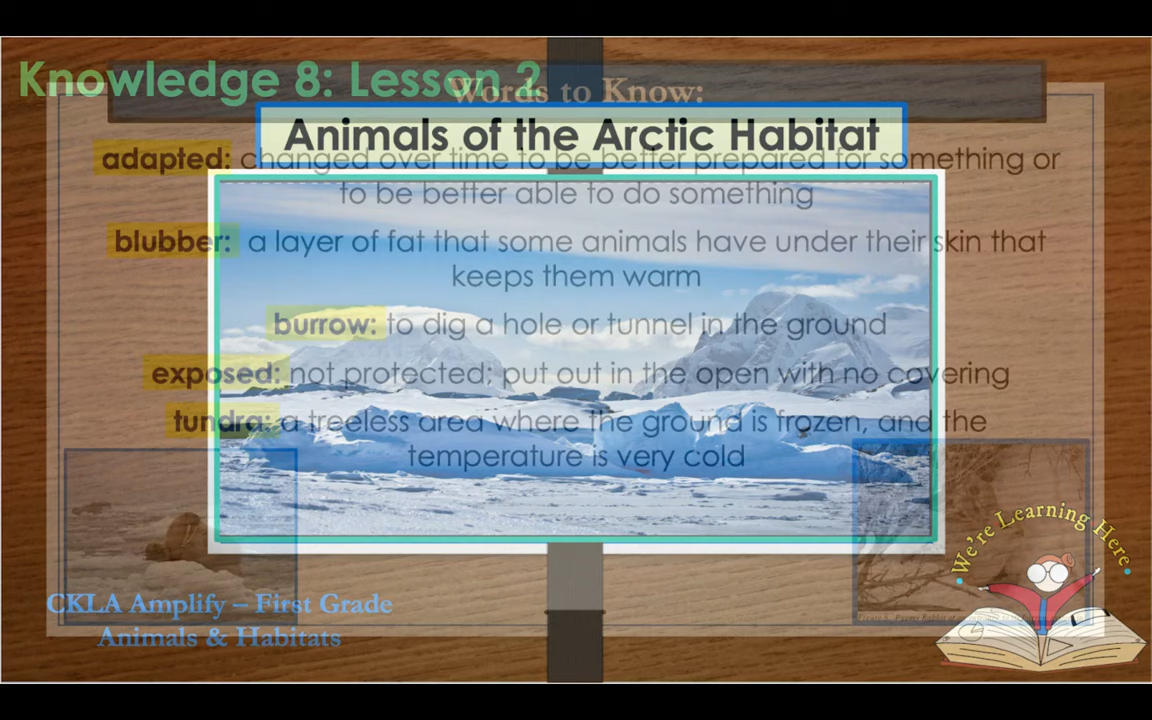 Knowledge 8: Lesson 2
Words to Know:
Animals of the Arctic Habitat
adapted: changed over time to be better prepared for something or
to be better able to do something
blubber: a layer of fat that some animals have under their skin that
keeps them warm
burrow: to dig a hole or tunnel in the ground
exposed: not protected; put out in the open with no covering
tundra: a treeless area where the ground is frozen, and the
temperature is very cold
We're Learning Here.
CKLA Amplify – First Grade
Animals & Habitats